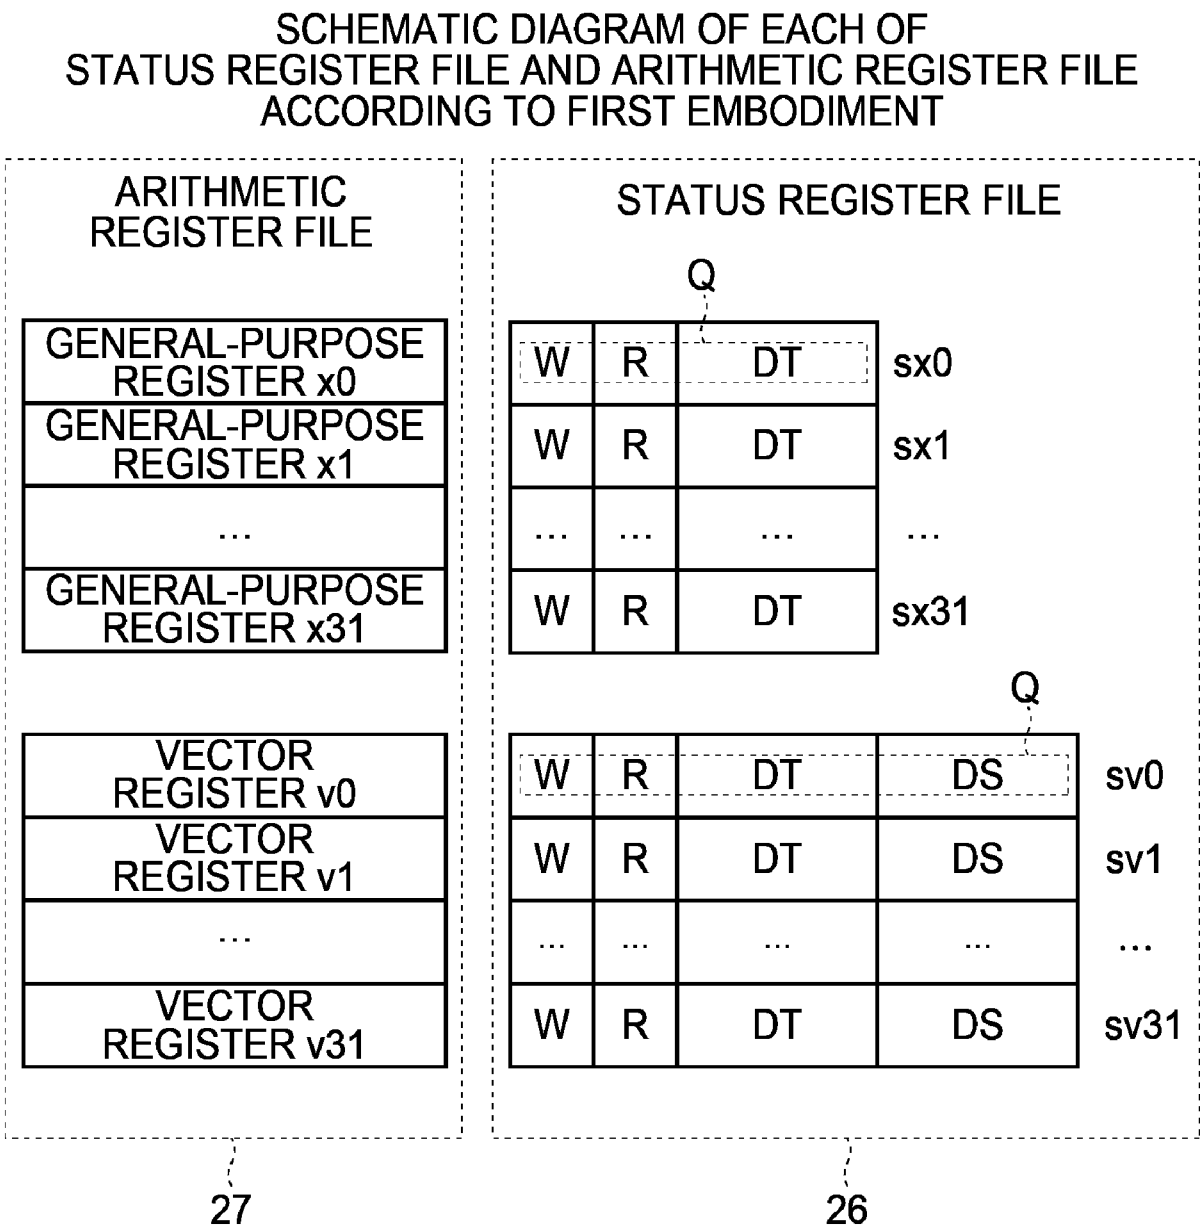 SCHEMATIC DIAGRAM OF EACH OF
STATUS REGISTER FILE AND ARITHMETIC REGISTER FILE
ACCORDING TO FIRST EMBODIMENT
ARITHMETIC
REGISTER FILE
GENERAL-PURPOSE
REGISTER x0
GENERAL-PURPOSE
REGISTER x1
...
GENERAL-PURPOSE
REGISTER x31
VECTOR
REGISTER v0
VECTOR
REGISTER v1
...
VECTOR
REGISTER v31
27
STATUS REGISTER FILE
Q
W R DT sx0
W R DT sx1
... ... ... ...
W R DT sx31
Q
W R DT DS sv0
W R DT DS sv1
... ... ... ... ...
W R DT DS sv31
26